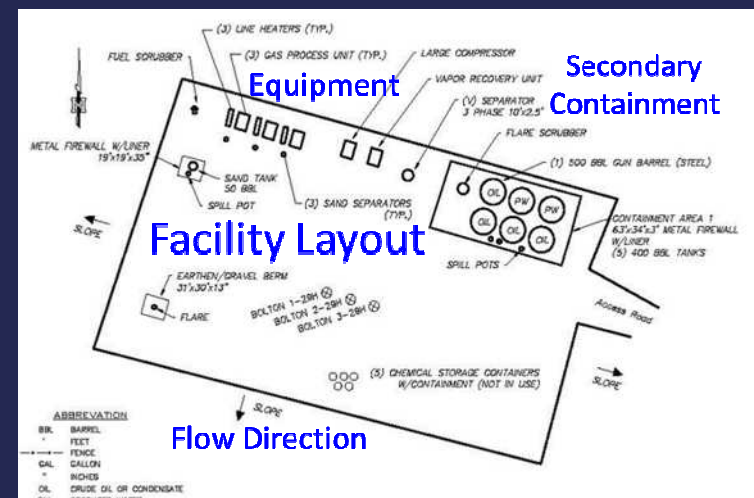 (3) LINE HEATERS (TYP.)
FUEL SCRUBBER
(3) GAS PROCESS UNIT (TYP.)
LARGE COMPRESSOR
Equipment
VAPOR RECOVERY UNIT
Secondary
Containment
(V) SEPARATOR
3 PHASE 10'x2.5'
FLARE SCRUBBER
METAL FIREWALL W/LINER
19'x19'x35"
(1) 500 BBL GUN BARREL (STEEL)
SAND TANK
50 BBL
SPILL POT
(3) SAND SEPARATORS
(TYP.)
OIL
PW
PW
OIL
OIL
OIL
CONTAINMENT AREA 1
63'x34'x3' METAL FIREWALL
W/LINER
(5) 400 BBL TANKS
SLOPE
Facility Layout
SPILL POTS
EARTHEN/GRAVEL BERM
31'x30'x13"
FLARE
BOLTON 1-29H
BOLTON 2-29H
BOLTON 3-29H
Access Road
(5) CHEMICAL STORAGE CONTAINERS
W/CONTAINMENT (NOT IN USE)
SLOPE
SLOPE
Flow Direction
ABBREVATION
BBL BARREL
' FEET
FENCE
GAL GALLON
" INCHES
OIL CRUDE OIL OR CONDENSATE